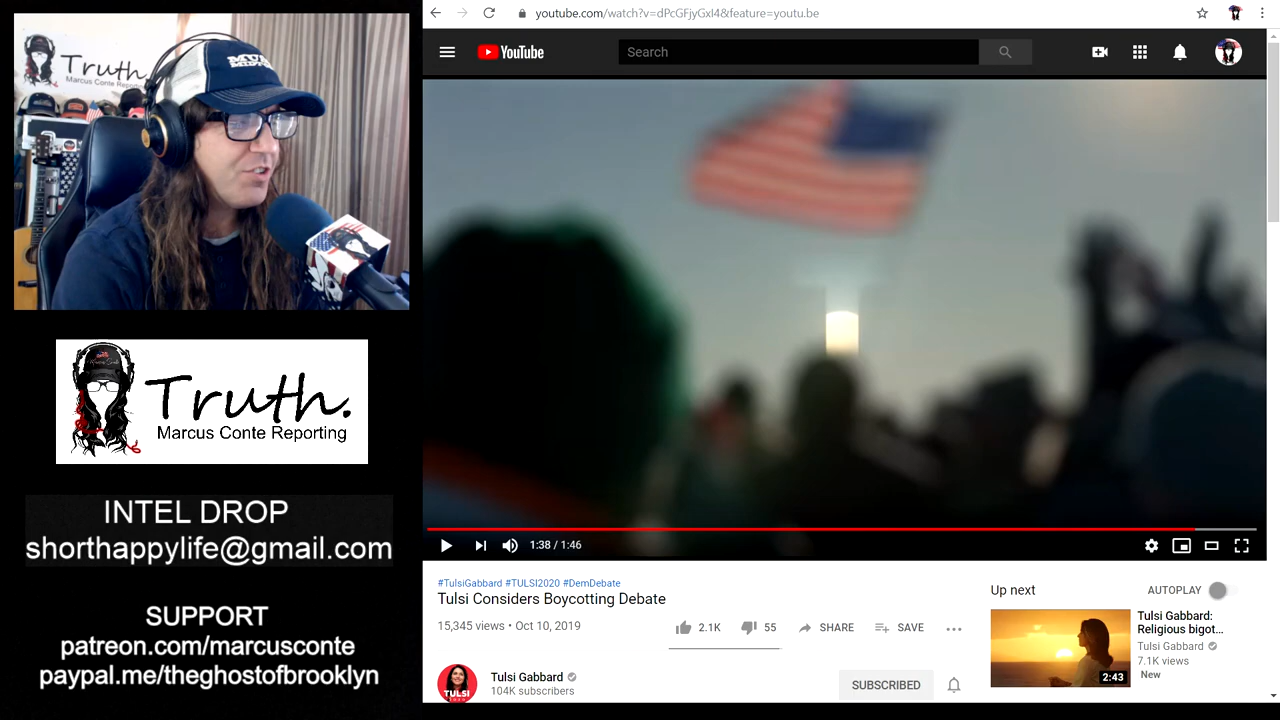 Truth.
Marcus Conte Reporting
Truth.
Marcus Conte Reporting
INTEL DROP
shorthappylife@gmail.com
SUPPORT
patreon.com/marcusconte
paypal.me/theghostofbrooklyn
youtube.com/watch?v=dPcGFjyGxI4&feature=youtu.be
YouTube
Search
1:38 / 1:46
#TulsiGabbard #TULSI2020 #DemDebate
Tulsi Considers Boycotting Debate
15,345 views • Oct 10, 2019
2.1K
55
SHARE
SAVE
TULSI
Tulsi Gabbard
104K subscribers
SUBSCRIBED
Up next
AUTOPLAY
2:43
Tulsi Gabbard:
Religious bigot...
Tulsi Gabbard
7.1K views
New